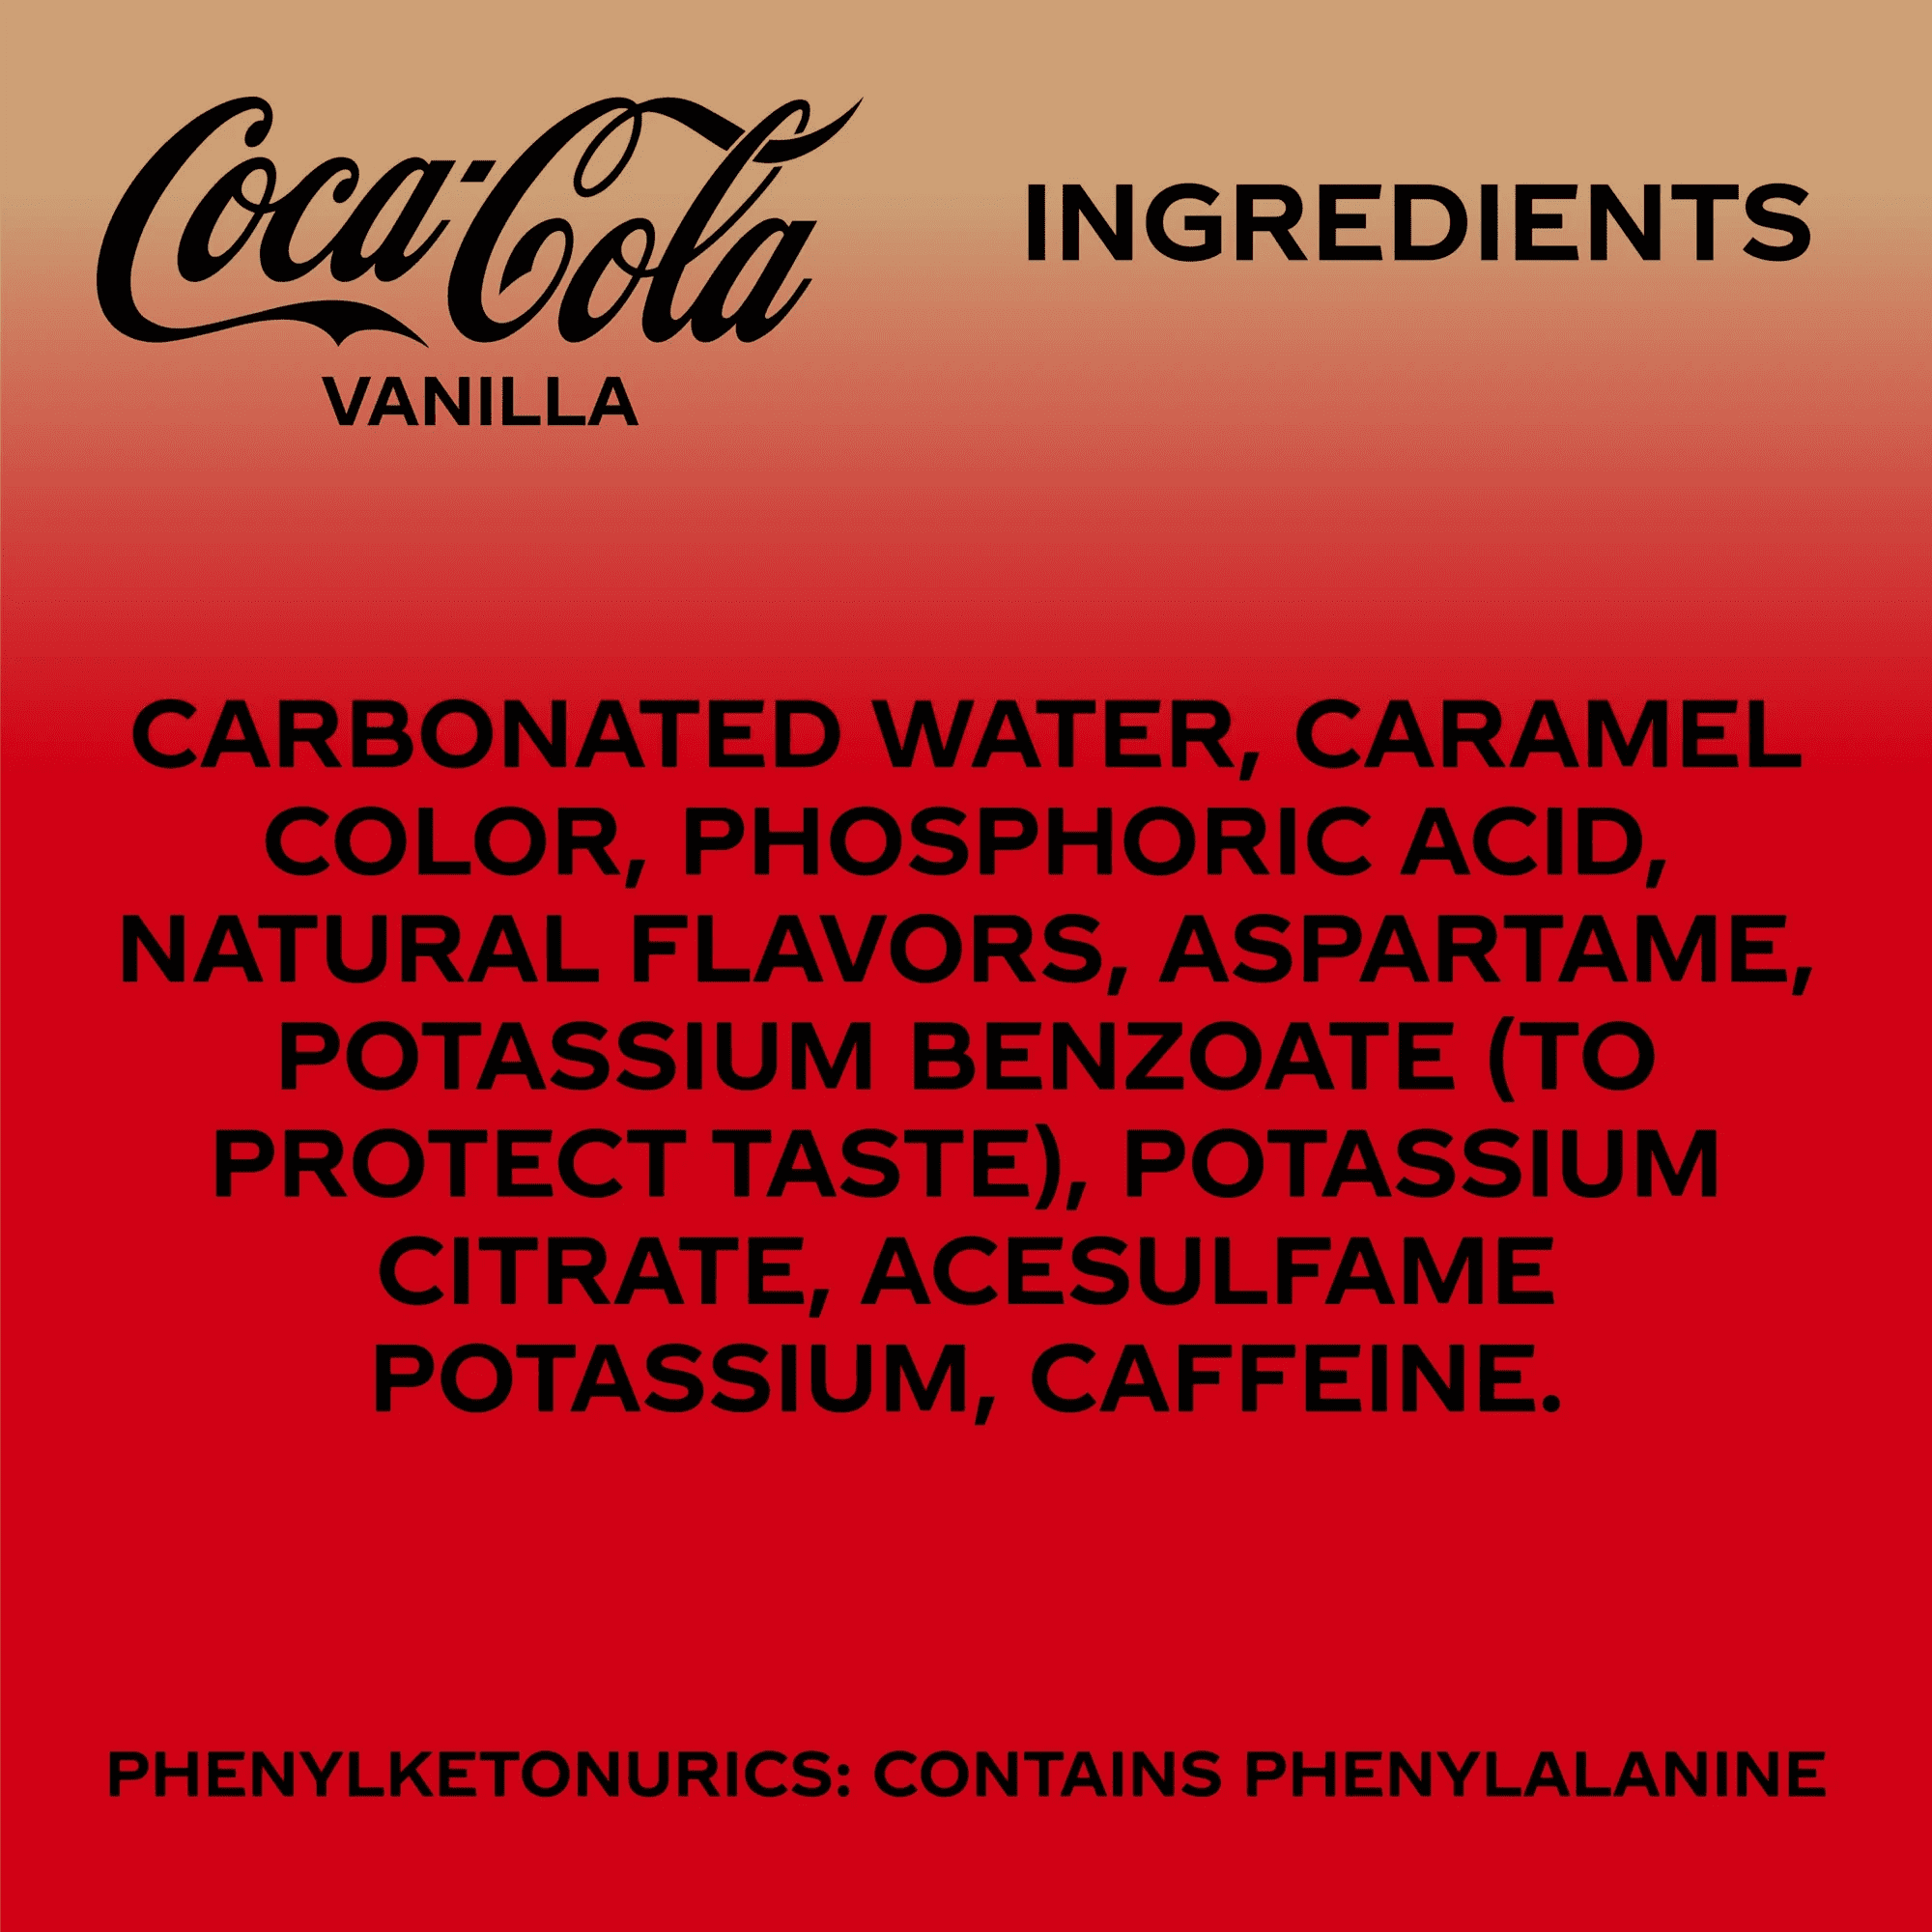 Coca-Cola
VANILLA
INGREDIENTS
CARBONATED WATER, CARAMEL
COLOR, PHOSPHORIC ACID,
NATURAL FLAVORS, ASPARTAME,
POTASSIUM BENZOATE (TO
PROTECT TASTE), POTASSIUM
CITRATE, ACESULFAME
POTASSIUM, CAFFEINE.
PHENYLKETONURICS: CONTAINS PHENYLALANINE